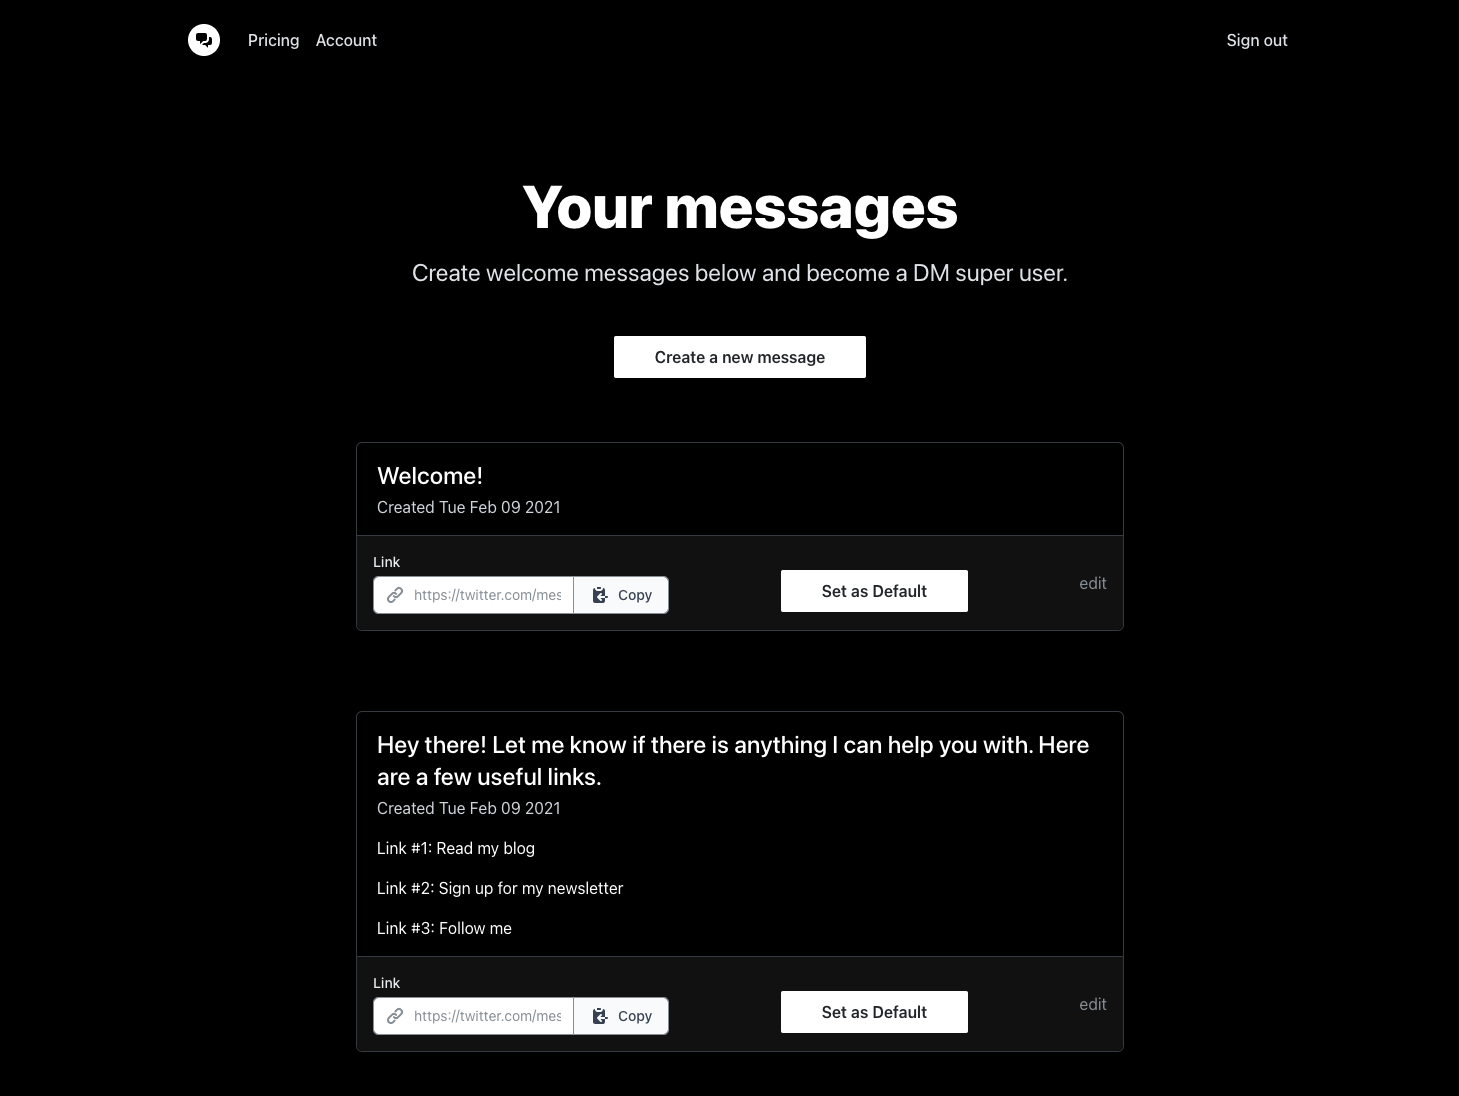 Pricing Account Sign out
Your messages
Create welcome messages below and become a DM super user.
Create a new message
Welcome!
Created Tue Feb 09 2021
Link
https://twitter.com/mes Copy
Set as Default
edit
Hey there! Let me know if there is anything I can help you with. Here
are a few useful links.
Created Tue Feb 09 2021
Link #1: Read my blog
Link #2: Sign up for my newsletter
Link #3: Follow me
Link
https://twitter.com/mes Copy
Set as Default
edit